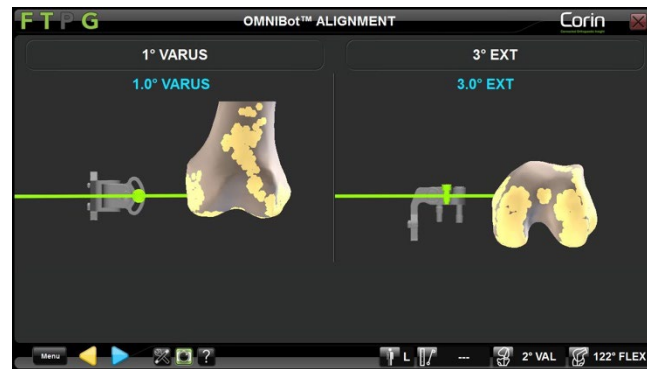 FTPG
OMNIBot™ ALIGNMENT
Corin
1° VARUS
3° EXT
1.0° VARUS
3.0° EXT
Menu
?
L
---
2° VAL
122° FLEX